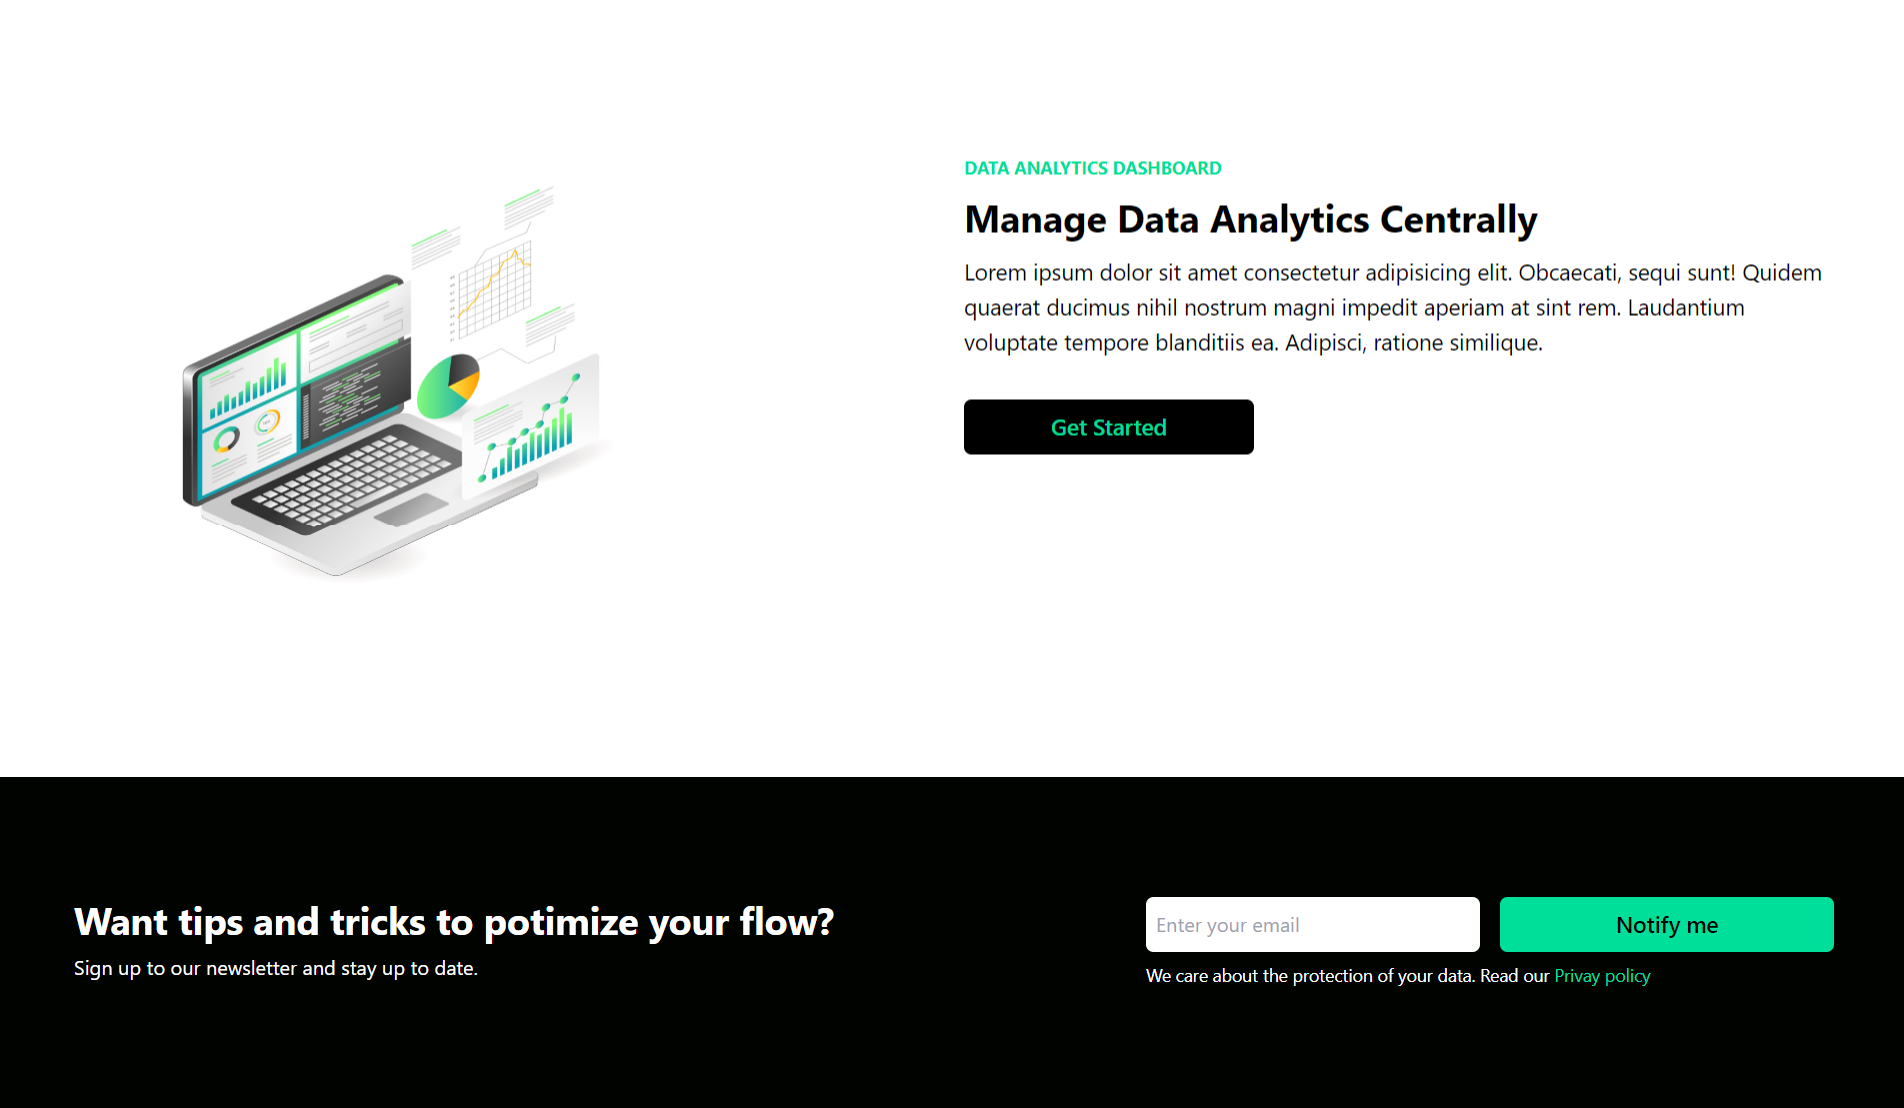 DATA ANALYTICS DASHBOARD
Manage Data Analytics Centrally
Lorem ipsum dolor sit amet consectetur adipisicing elit. Obcaecati, sequi sunt! Quidem
quaerat ducimus nihil nostrum magni impedit aperiam at sint rem. Laudantium
voluptate tempore blanditiis ea. Adipisci, ratione similique.
Get Started
Want tips and tricks to potimize your flow?
Sign up to our newsletter and stay up to date.
Enter your email
Notify me
We care about the protection of your data. Read our Privay policy